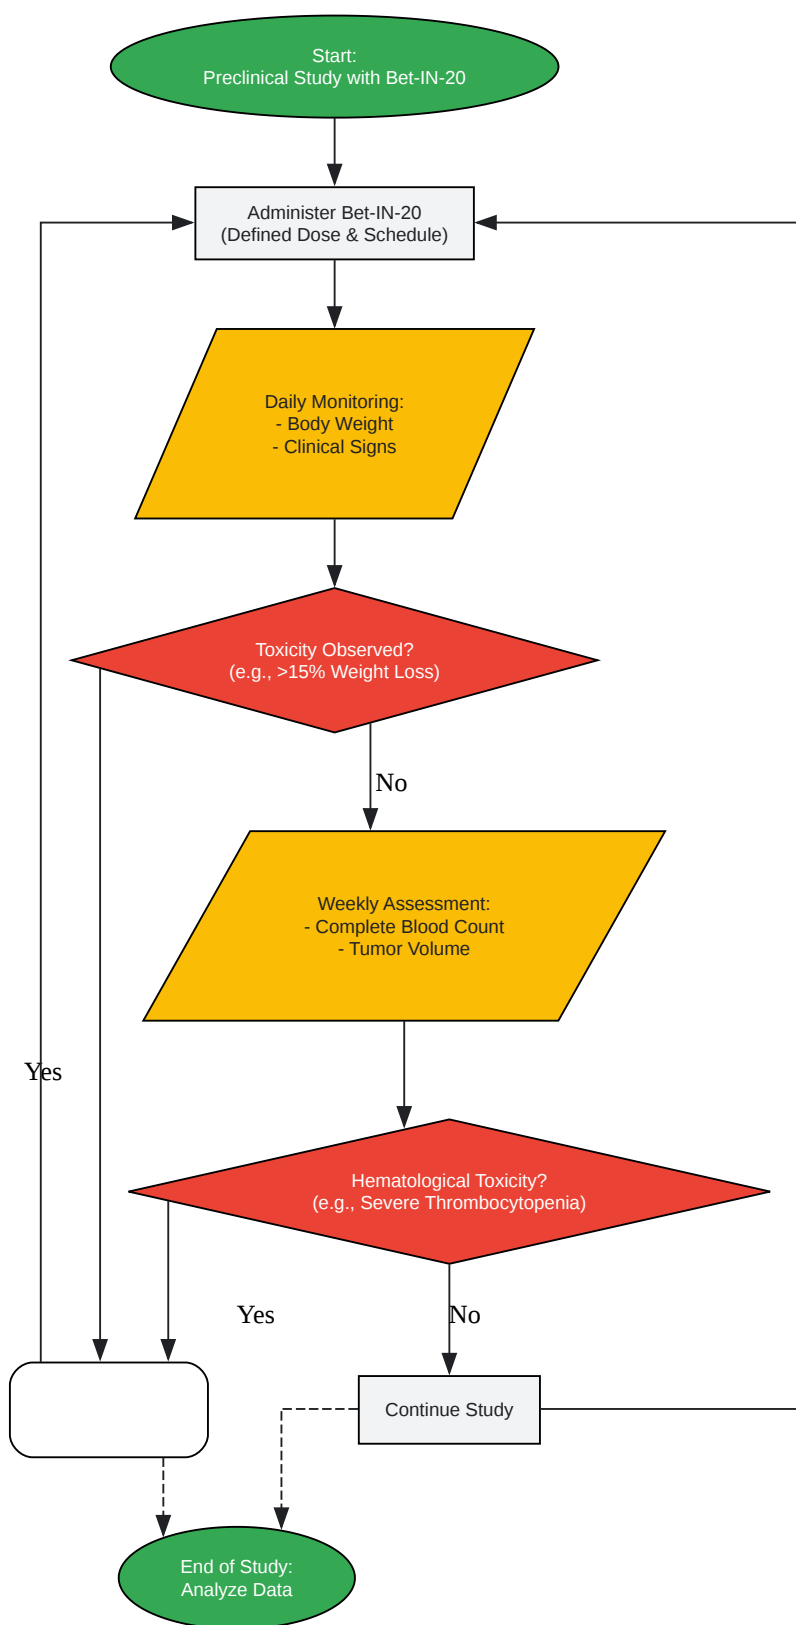 Start:
Preclinical Study with Bet-IN-20
Administer Bet-IN-20
(Defined Dose & Schedule)
Daily Monitoring:
- Body Weight
- Clinical Signs
Toxicity Observed?
(e.g., >15% Weight Loss)
No
Weekly Assessment:
- Complete Blood Count
- Tumor Volume
Yes
Hematological Toxicity?
(e.g., Severe Thrombocytopenia)
Yes
No
Continue Study
End of Study:
Analyze Data